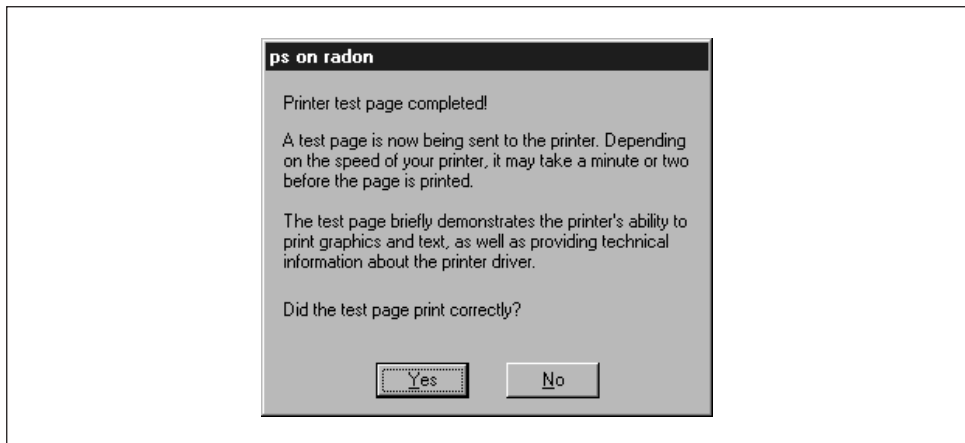 ps on radon
Printer test page completed!
A test page is now being sent to the printer. Depending
on the speed of your printer, it may take a minute or two
before the page is printed.
The test page briefly demonstrates the printer's ability to
print graphics and text, as well as providing technical
information about the printer driver.
Did the test page print correctly?
Yes No